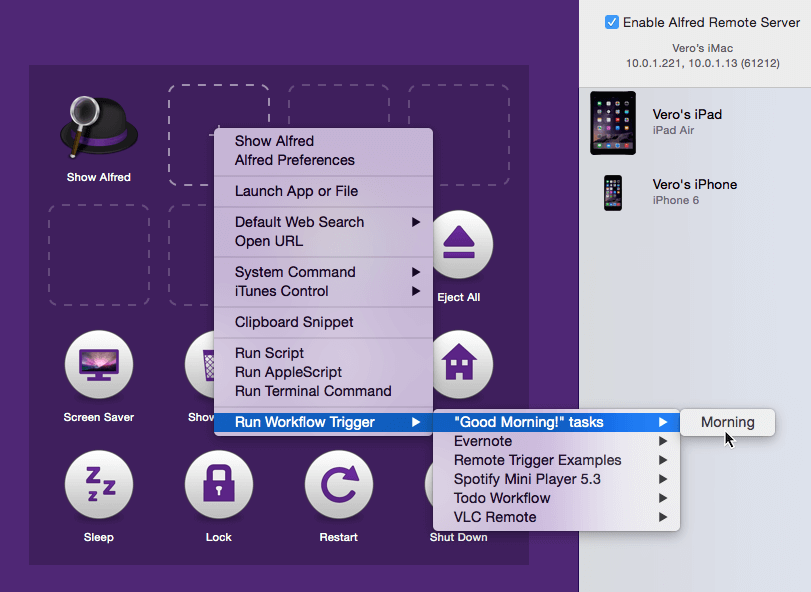 Enable Alfred Remote Server
Vero's iMac
10.0.1.221, 10.0.1.13 (61212)
Vero's iPad
iPad Air
Vero's iPhone
iPhone 6
Show Alfred
Show Alfred
Alfred Preferences
Launch App or File
Default Web Search
Open URL
System Command
iTunes Control
Clipboard Snippet
Run Script
Run AppleScript
Run Terminal Command
Run Workflow Trigger
"Good Morning!" tasks
Evernote
Remote Trigger Examples
Spotify Mini Player 5.3
Todo Workflow
VLC Remote
Morning
Eject All
Screen Saver
Show
Sleep
Lock
Restart
Shut Down